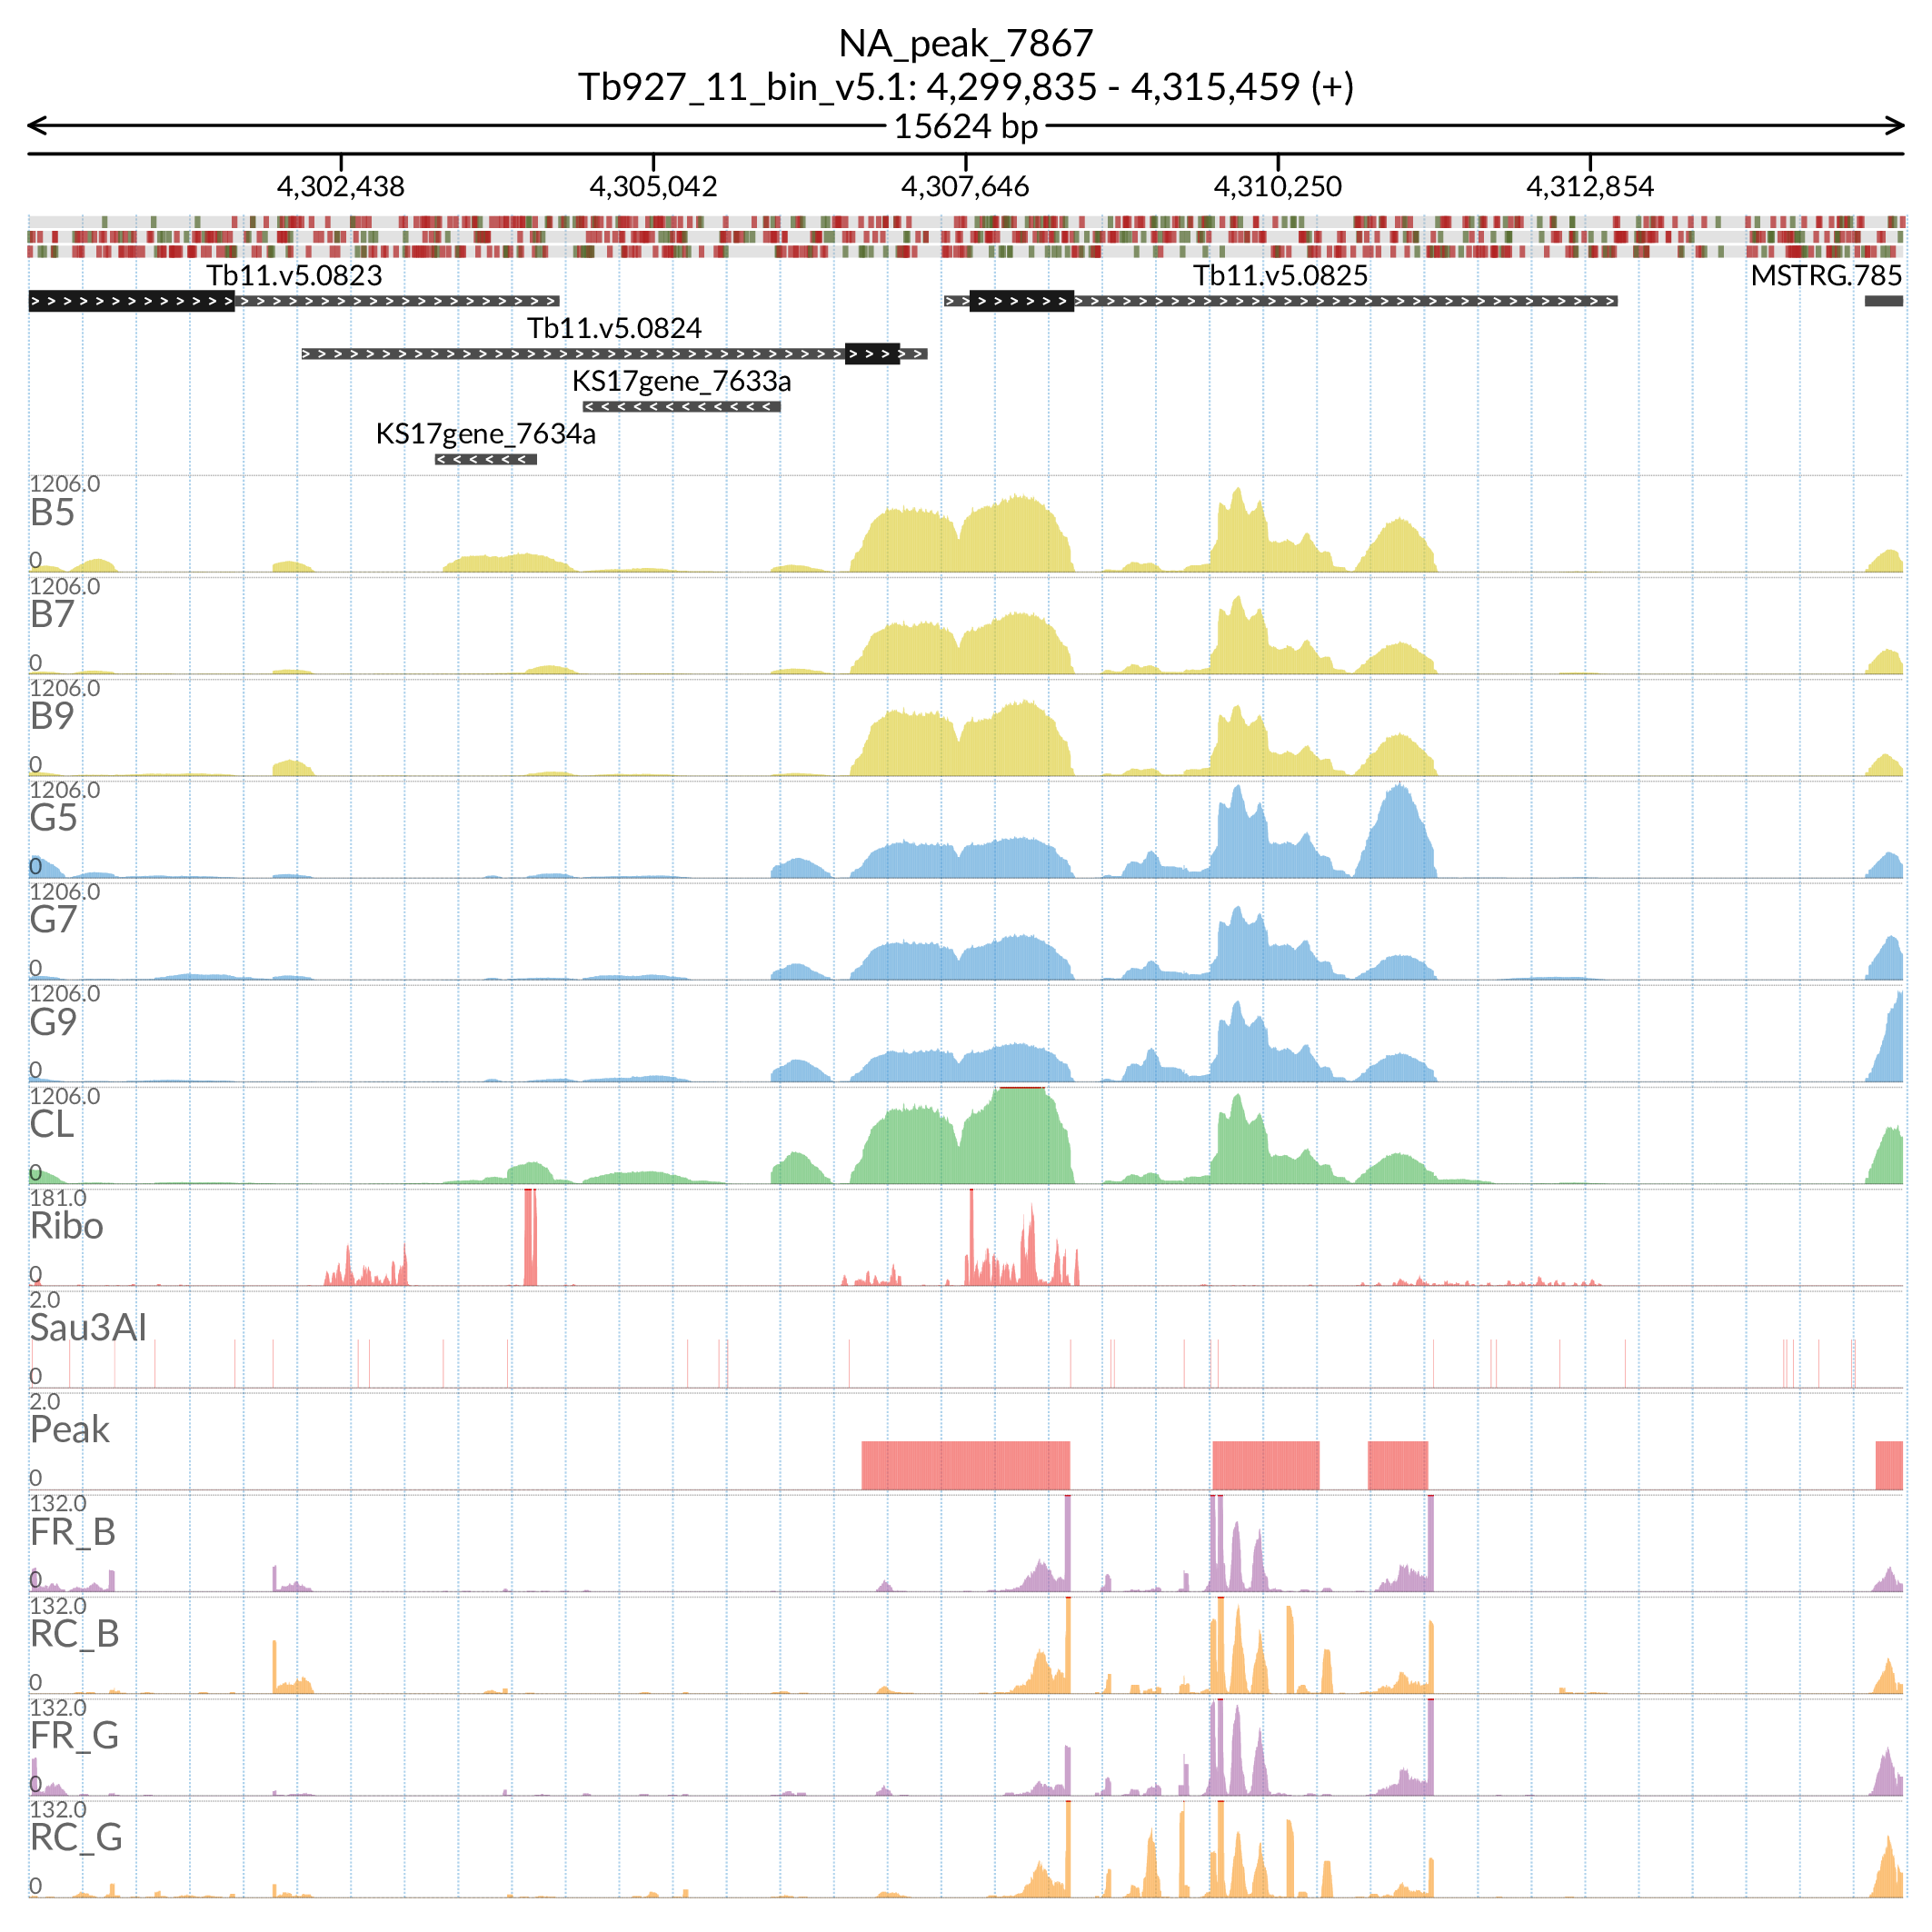 NA_peak_7867
Tb927_11_bin_v5.1: 4,299,835 - 4,315,459 (+)
15624 bp
4,302,438 4,305,042 4,307,646 4,310,250 4,312,854
Tb11.v5.0823 Tb11.v5.0825 MSTRG.785
Tb11.v5.0824
KS17gene_7633a
KS17gene_7634a
1206.0
B5
0
1206.0
B7
0
1206.0
B9
0
1206.0
G5
0
1206.0
G7
0
1206.0
G9
0
1206.0
CL
0
181.0
Ribo
0
2.0
Sau3AI
0
2.0
Peak
0
132.0
FR_B
0
132.0
RC_B
0
132.0
FR_G
0
132.0
RC_G
0